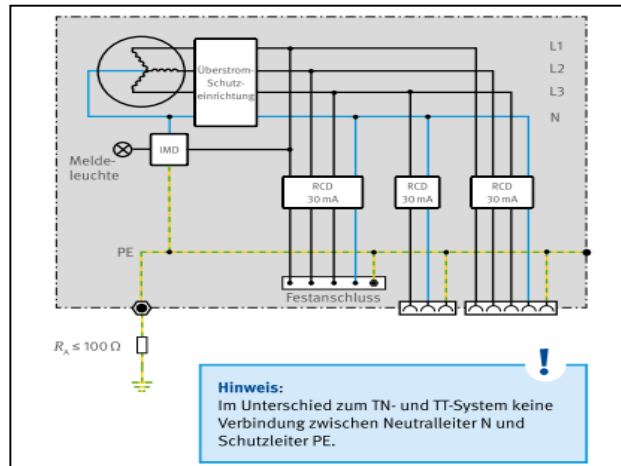 L1
Überstrom-
Schutz-
einrichtung
L2
L3
N
IMD
Melde-
leuchte
RCD
30 mA
RCD
30 mA
RCD
30 mA
PE
Festanschluss
R_A ≤ 100 Ω
!
Hinweis:
Im Unterschied zum TN- und TT-System keine
Verbindung zwischen Neutralleiter N und
Schutzleiter PE.